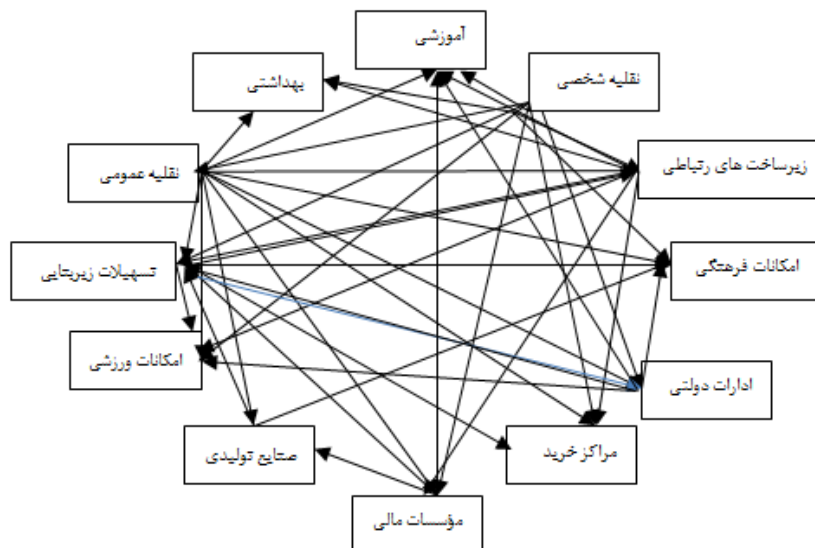 آموزشی
نقلیه شخصی
بهداشتی
زیرساخت های رتباطی
نقلیه عمومی
امکانات فرهنگی
تسهیلات زیربنایی
امکانات ورزشی
ادارات دولتی
مراکز خرید
صنایع تولیدی
مؤسسات مالی